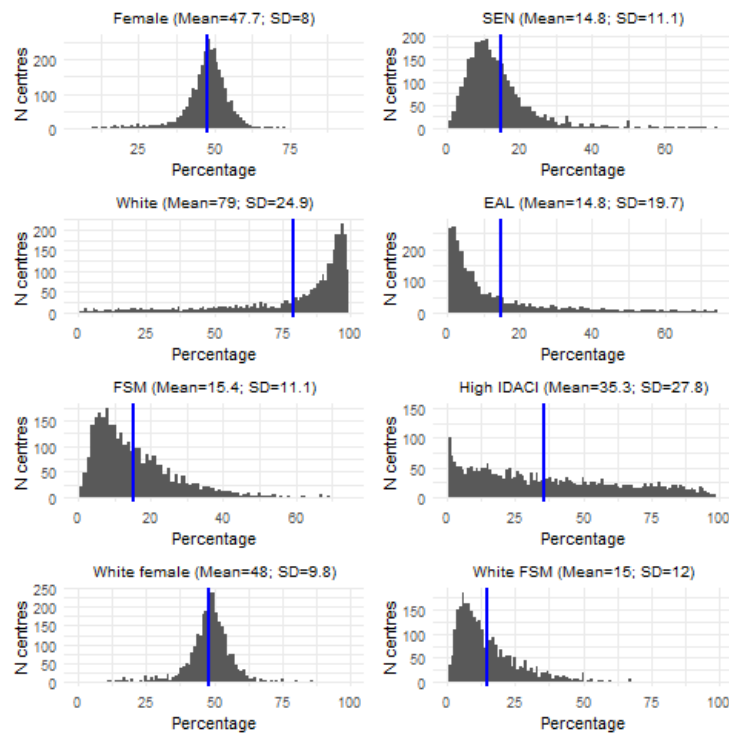 Female (Mean=47.7; SD=8)
N centres
200
100
0
25
50
75
Percentage
SEN (Mean=14.8; SD=11.1)
N centres
200
150
100
50
0
0
20
40
60
Percentage
White (Mean=79; SD=24.9)
N centres
200
150
100
50
0
0
25
50
75
100
Percentage
EAL (Mean=14.8; SD=19.7)
N centres
200
100
0
0
20
40
60
Percentage
FSM (Mean=15.4; SD=11.1)
N centres
150
100
50
0
0
20
40
60
Percentage
High IDACI (Mean=35.3; SD=27.8)
N centres
150
100
50
0
0
25
50
75
100
Percentage
White female (Mean=48; SD=9.8)
N centres
250
200
150
100
50
0
0
25
50
75
100
Percentage
White FSM (Mean=15; SD=12)
N centres
150
100
50
0
0
25
50
75
100
Percentage